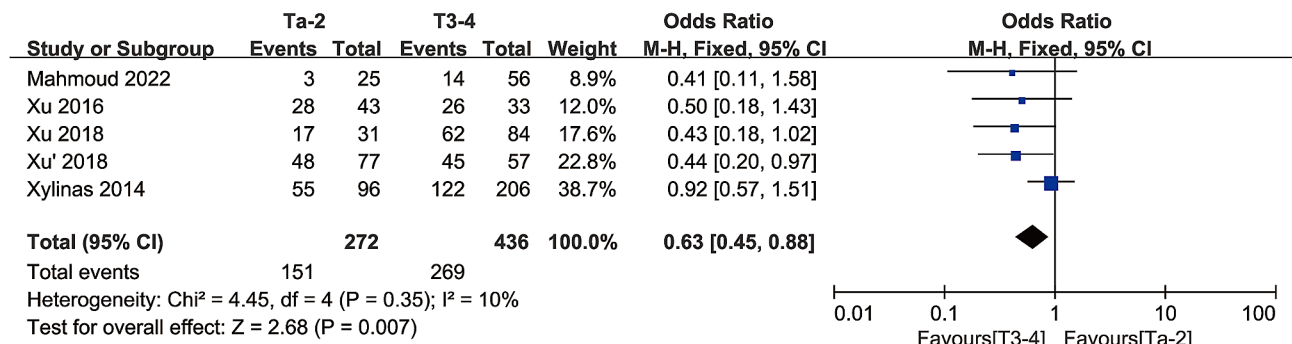 Ta-2 T3-4 Odds Ratio Odds Ratio
Study or Subgroup Events Total Events Total Weight M-H, Fixed, 95% CI M-H, Fixed, 95% CI
Mahmoud 2022 3 25 14 56 8.9% 0.41 [0.11, 1.58]
Xu 2016 28 43 26 33 12.0% 0.50 [0.18, 1.43]
Xu 2018 17 31 62 84 17.6% 0.43 [0.18, 1.02]
Xu' 2018 48 77 45 57 22.8% 0.44 [0.20, 0.97]
Xylinas 2014 55 96 122 206 38.7% 0.92 [0.57, 1.51]
Total (95% CI) 272 436 100.0% 0.63 [0.45, 0.88]
Total events 151 269
Heterogeneity: Chi² = 4.45, df = 4 (P = 0.35); I² = 10%
Test for overall effect: Z = 2.68 (P = 0.007)
0.01 0.1 1 10 100
Favours[T3-4] Favours[Ta-2]